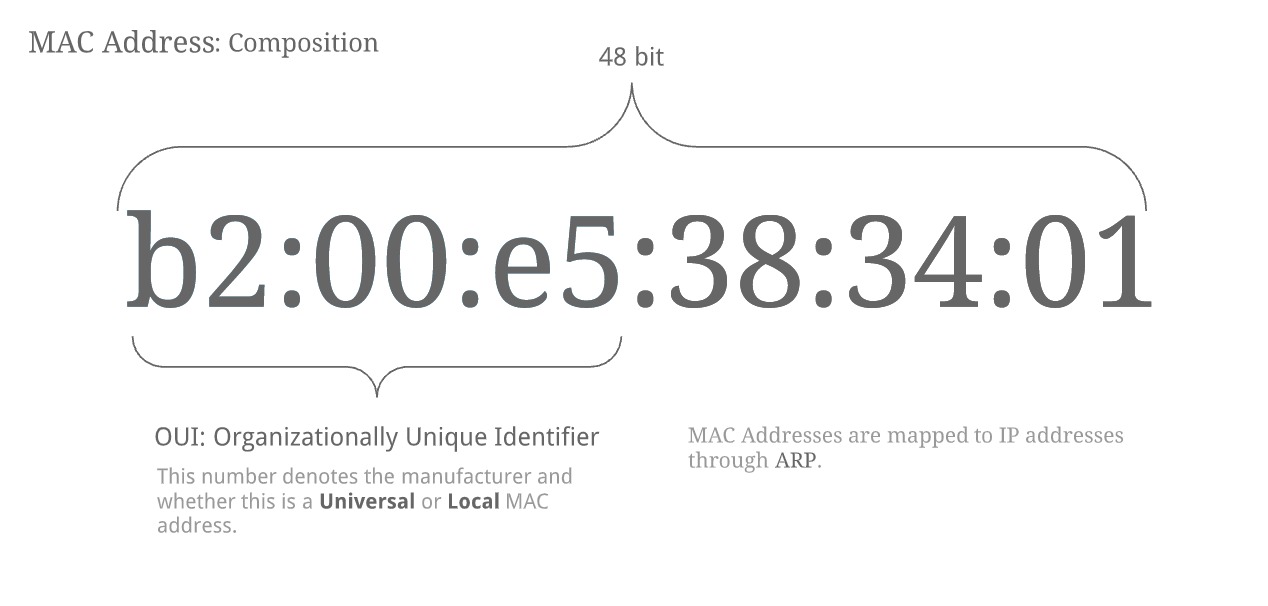 MAC Address: Composition
48 bit
b2:00:e5:38:34:01
OUI: Organizationally Unique Identifier
This number denotes the manufacturer and
whether this is a Universal or Local MAC
address.
MAC Addresses are mapped to IP addresses
through ARP.